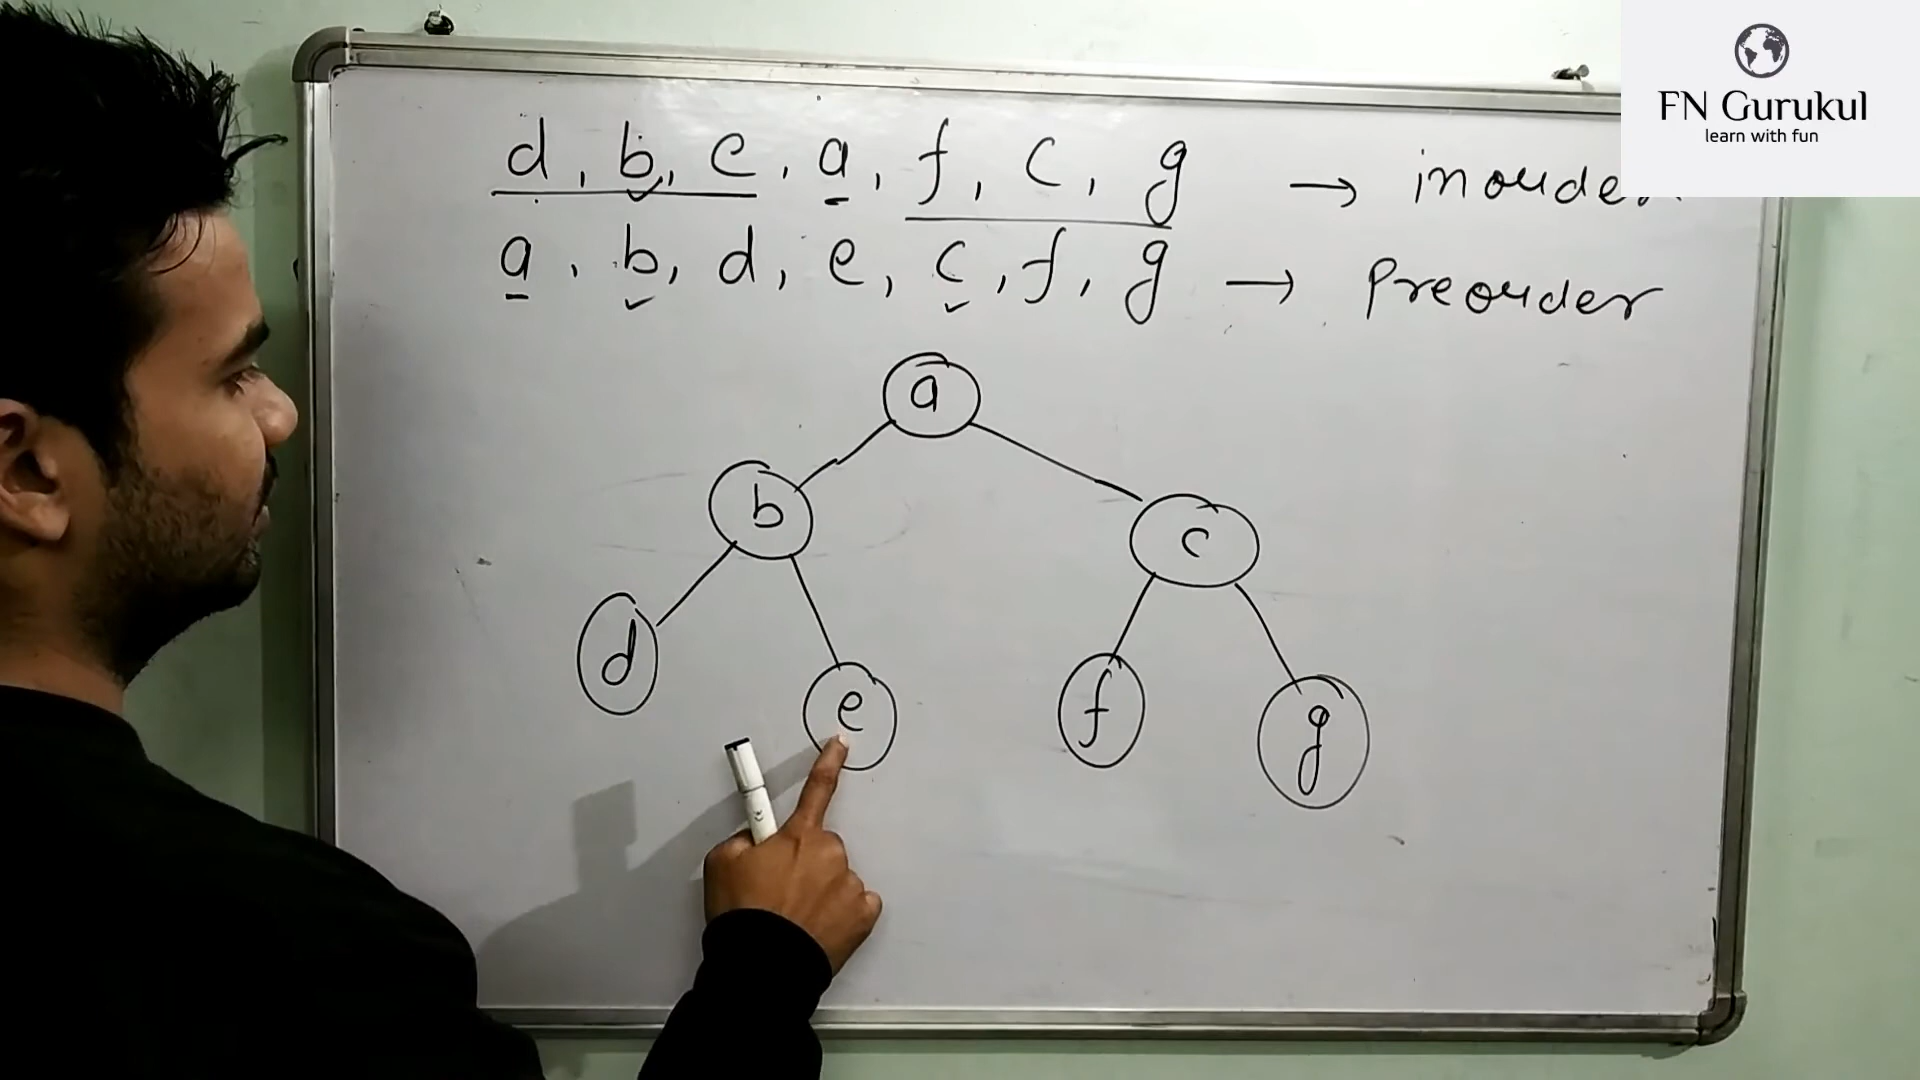 FN Gurukul
learn with fun
d, b, e, a, f, c, g → inorder
a, b, d, e, c, f, g → Preorder
a
b
c
d
e
f
g